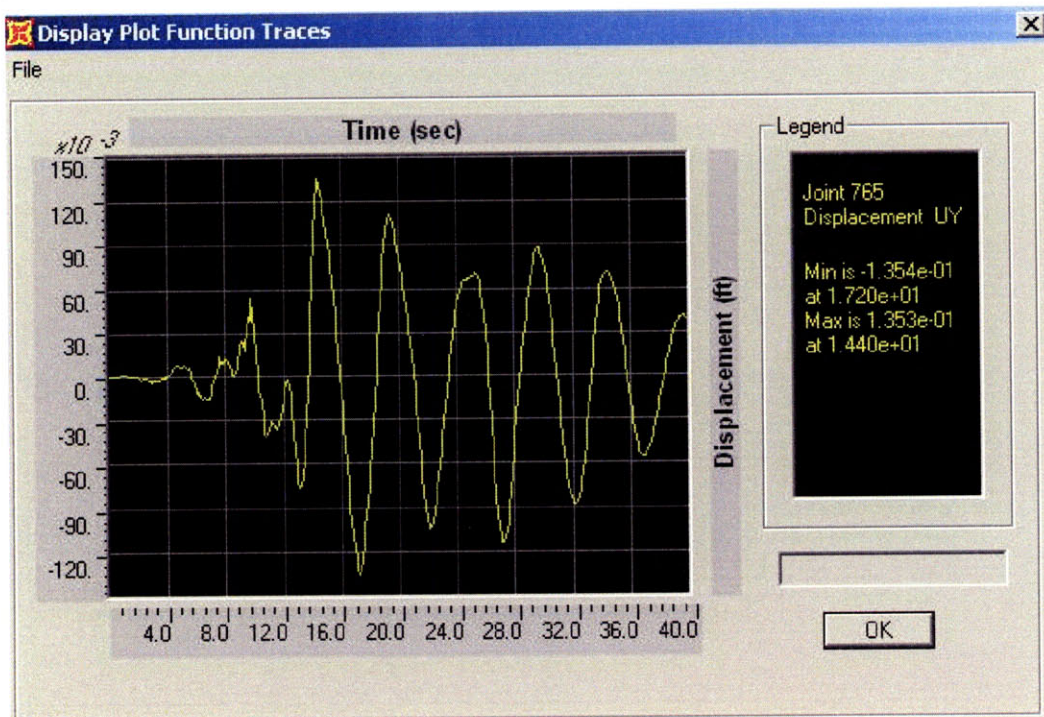 Display Plot Function Traces
File
Time (sec)
x10 -3
150.
120.
90.
60.
30.
0.
-30.
-60.
-90.
-120.
4.0 8.0 12.0 16.0 20.0 24.0 28.0 32.0 36.0 40.0
Displacement (ft)
Legend
Joint 765
Displacement UY
Min is -1.354e-01
at 1.720e+01
Max is 1.353e-01
at 1.440e+01
OK